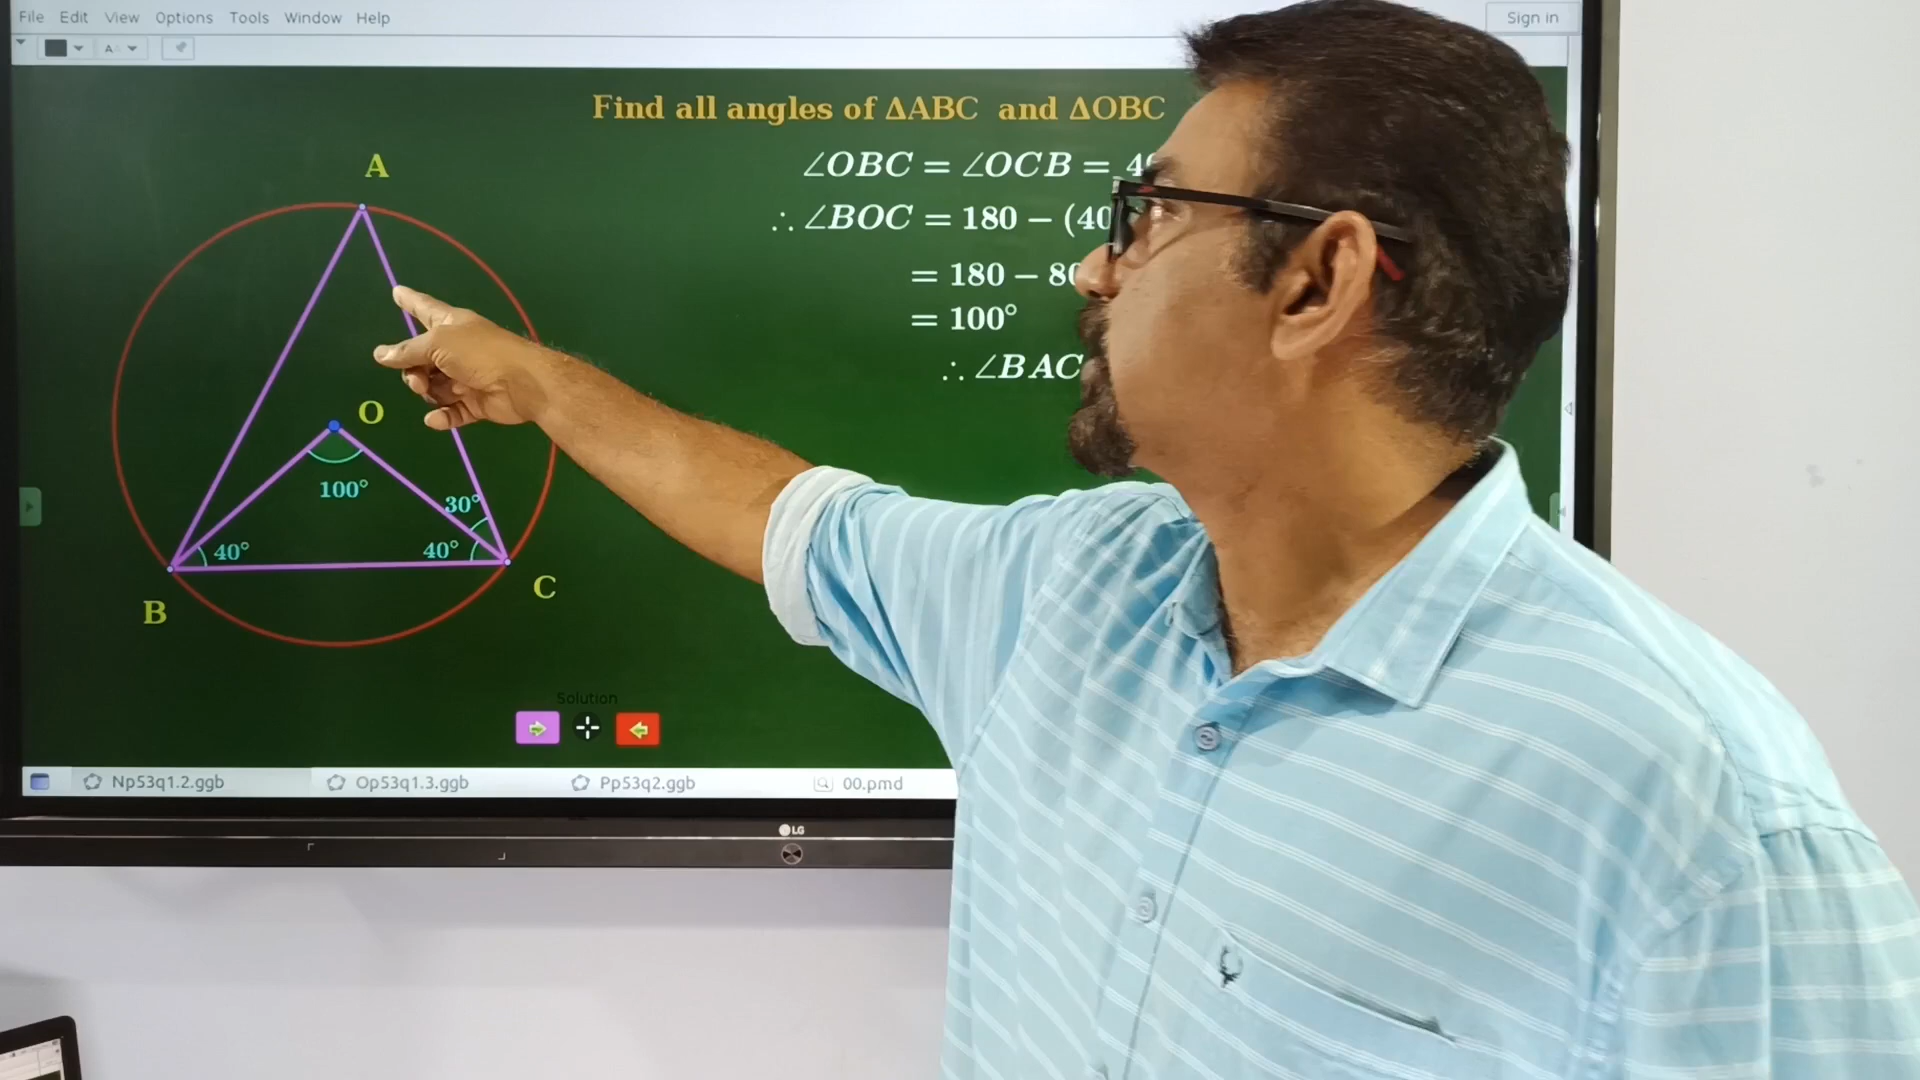 File Edit View Options Tools Window Help
Sign in
A
Find all angles of ΔABC and ΔOBC
∠OBC = ∠OCB = 4
∴ ∠BOC = 180 − (40
= 180 − 80
= 100°
∴ ∠BAC
A
O
100°
30°
40°
40°
B
C
Solution
Np53q1.2.ggb Op53q1.3.ggb Pp53q2.ggb 00.pmd
LG